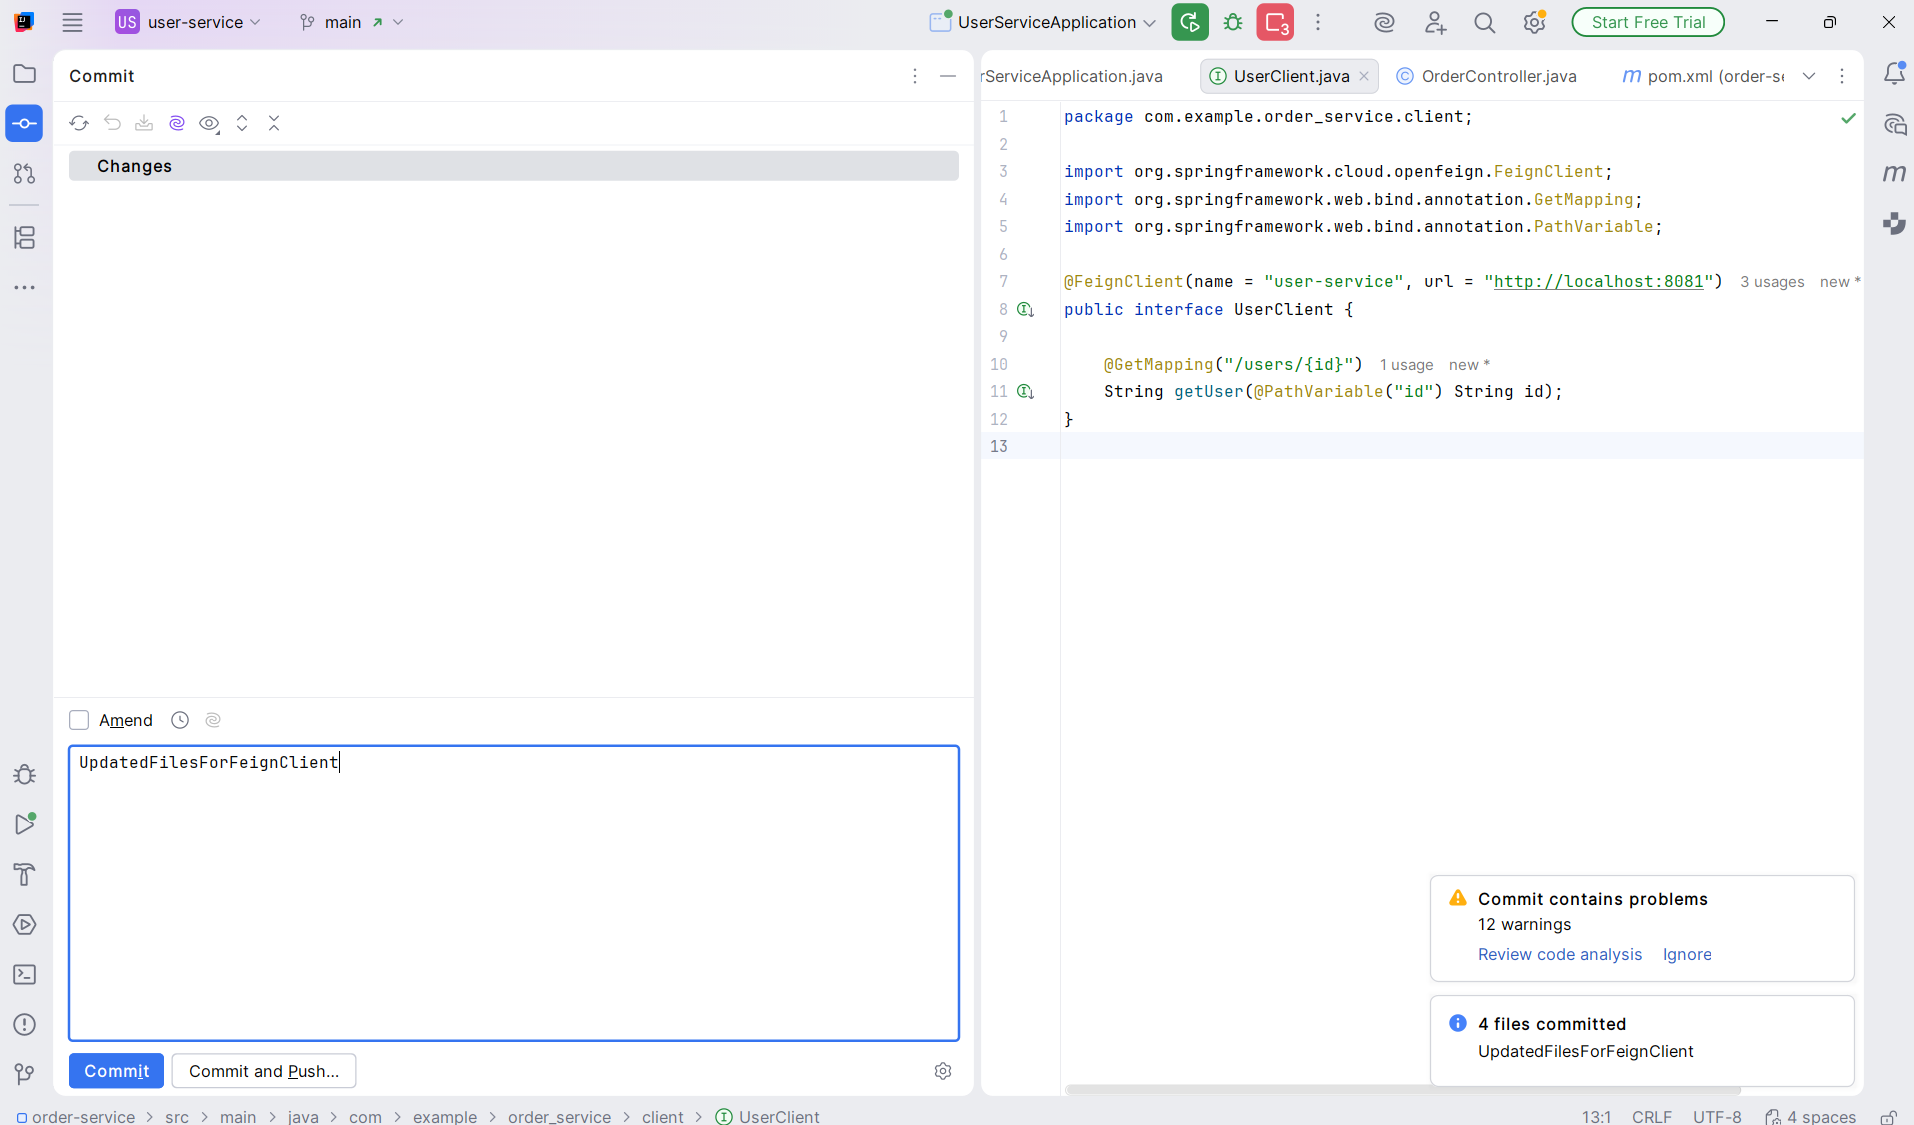 US user-service
main
UserServiceApplication
3
Start Free Trial
Commit
Changes
Amend
UpdatedFilesForFeignClient
Commit
Commit and Push...
rServiceApplication.java
UserClient.java
OrderController.java
m pom.xml (order-se
m
1 package com.example.order_service.client;
2
3 import org.springframework.cloud.openfeign.FeignClient;
4 import org.springframework.web.bind.annotation.GetMapping;
5 import org.springframework.web.bind.annotation.PathVariable;
6
7 @FeignClient(name = "user-service", url = "http://localhost:8081") 3 usages new *
8 public interface UserClient {
9
10 @GetMapping("/users/{id}") 1 usage new *
11 String getUser(@PathVariable("id") String id);
12 }
13
Commit contains problems
12 warnings
Review code analysis Ignore
4 files committed
UpdatedFilesForFeignClient
order-service > src > main > java > com > example > order_service > client > UserClient
13:1 CRLF UTF-8 4 spaces